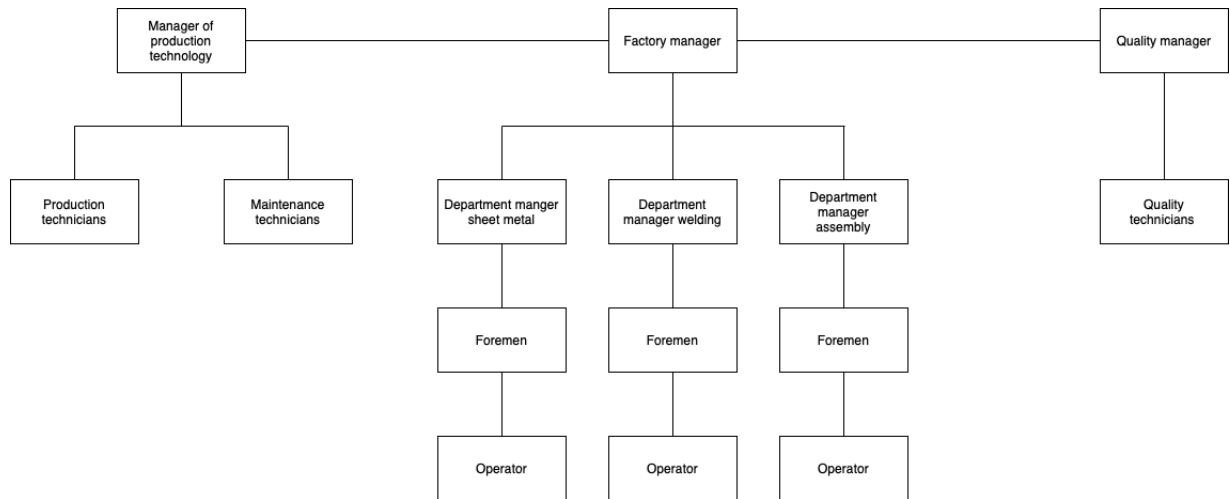 Manager of
production
technology
Factory manager
Quality manager
Production
technicians
Maintenance
technicians
Department manger
sheet metal
Department
manager welding
Department
manager
assembly
Quality
technicians
Foremen
Foremen
Foremen
Operator
Operator
Operator